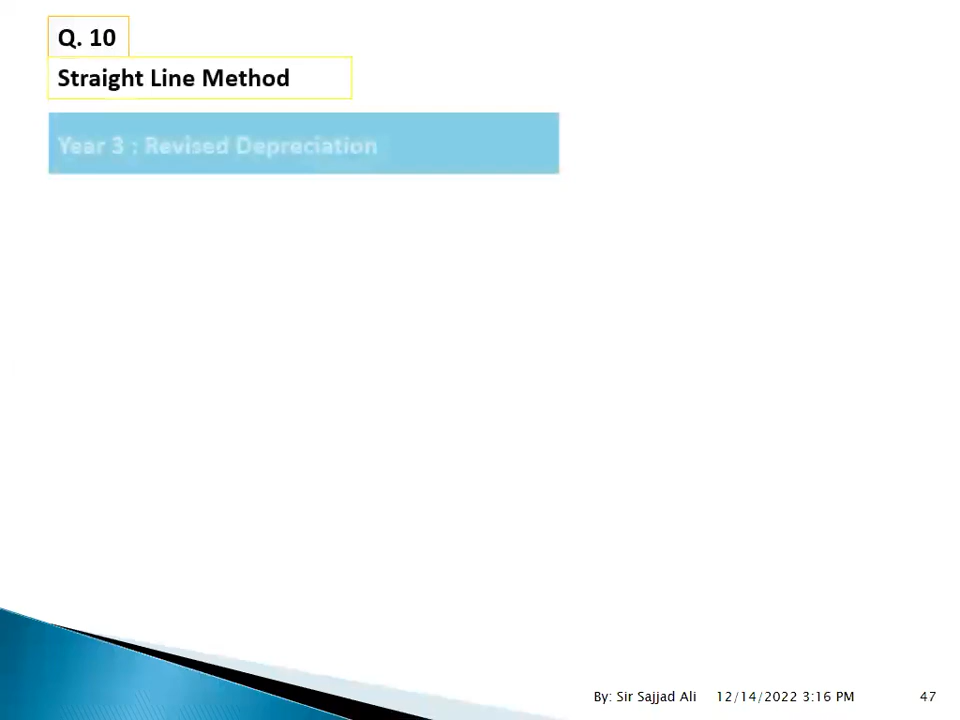 Q. 10
Straight Line Method
Year 3 : Revised Depreciation
By: Sir Sajjad Ali 12/14/2022 3:16 PM 47